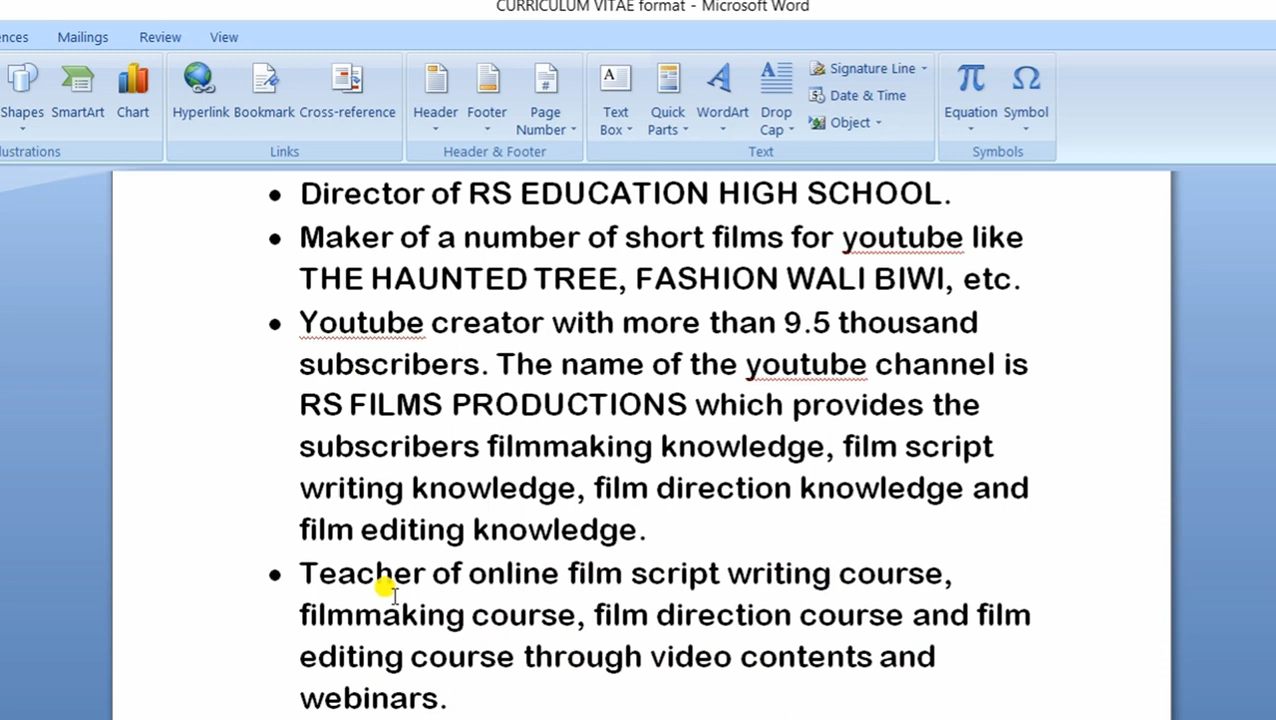 CURRICULUM VITAE format - Microsoft Word
Mailings Review View
Shapes SmartArt Chart Hyperlink Bookmark Cross-reference Header Footer Page Number Text Box Quick Parts WordArt Drop Cap Signature Line Equation Symbol
Date & Time
Object
Links Header & Footer Text Symbols
• Director of RS EDUCATION HIGH SCHOOL.
• Maker of a number of short films for youtube like
THE HAUNTED TREE, FASHION WALI BIWI, etc.
• Youtube creator with more than 9.5 thousand
subscribers. The name of the youtube channel is
RS FILMS PRODUCTIONS which provides the
subscribers filmmaking knowledge, film script
writing knowledge, film direction knowledge and
film editing knowledge.
• Teacher of online film script writing course,
filmmaking course, film direction course and film
editing course through video contents and
webinars.